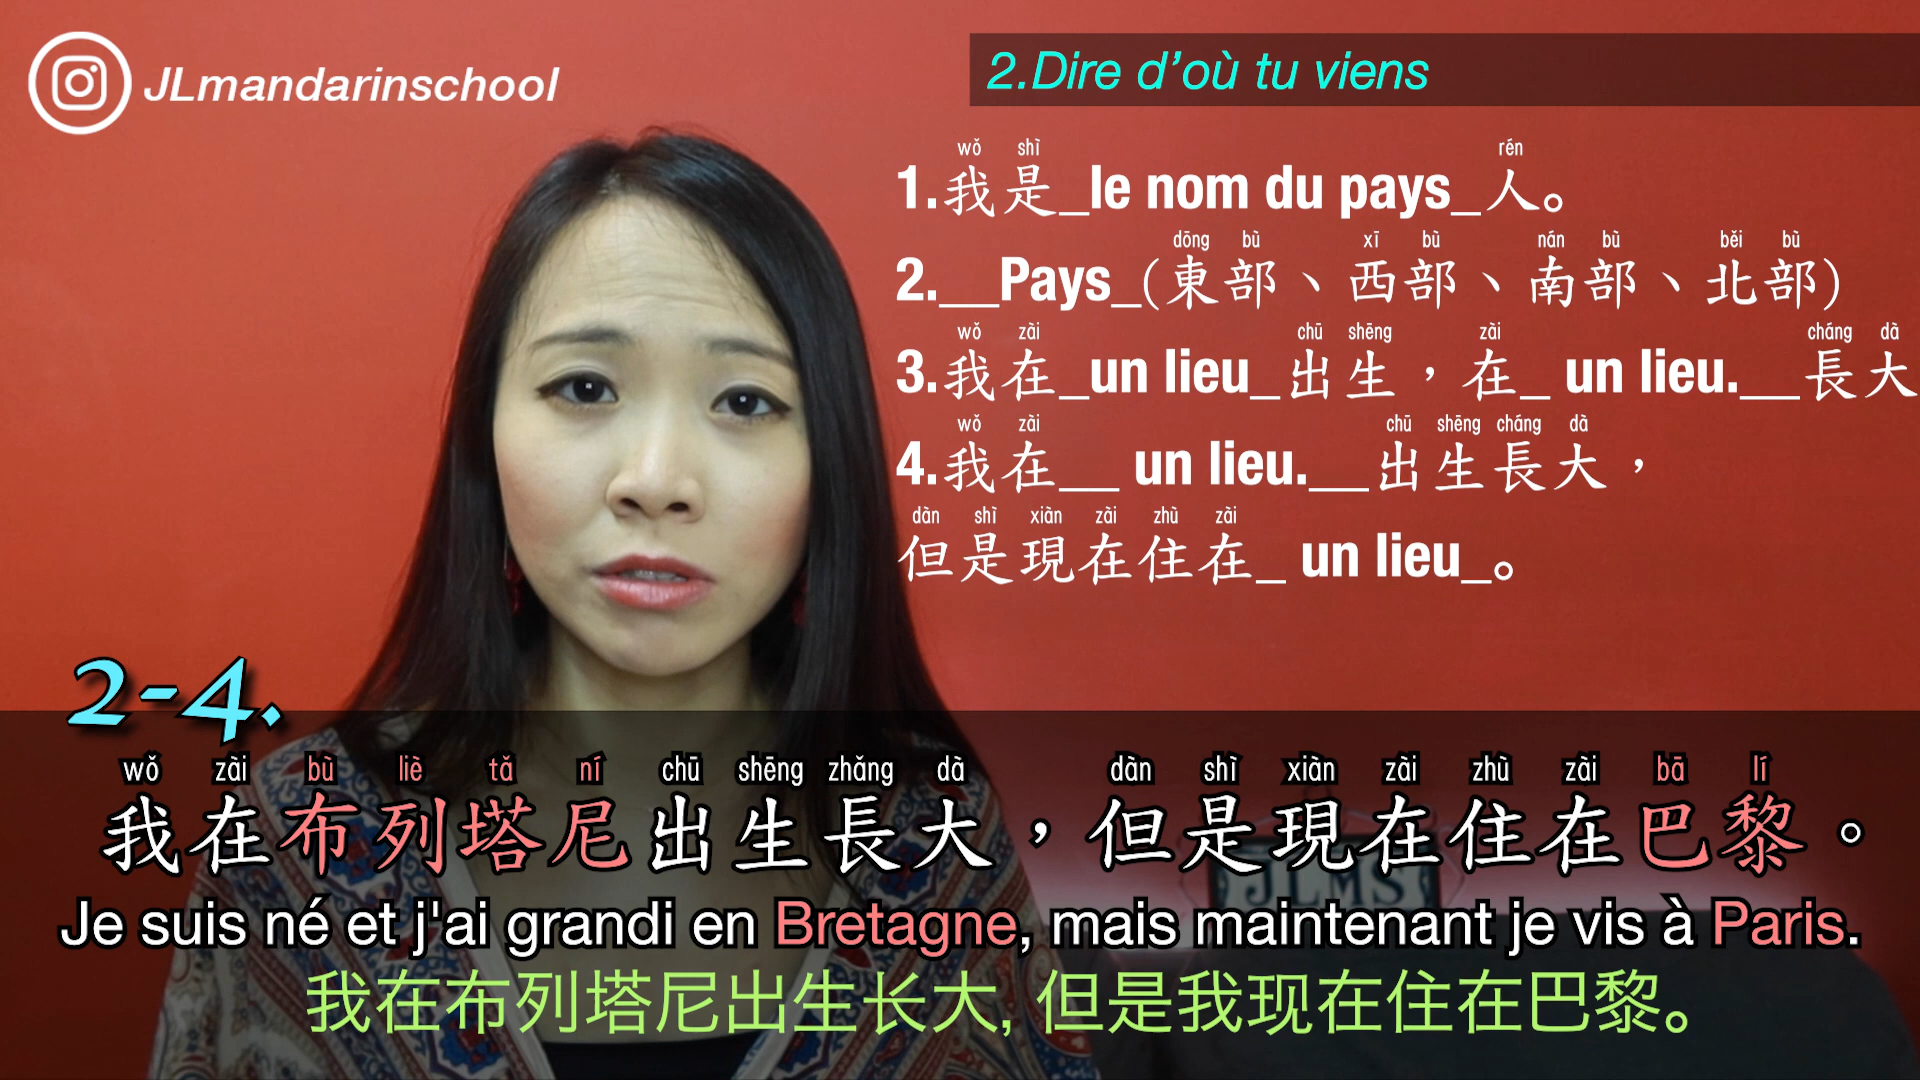 JLmandarinschool
2.Dire d’où tu viens
wǒ shì rén
1.我是_le nom du pays_人。
dōng bù xī bù nán bù běi bù
2.__Pays_(東部、西部、南部、北部)
wǒ zài chū shēng zài cháng dà
3.我在_un lieu_出生，在_ un lieu.__長大
wǒ zài chū shēng cháng dà
4.我在__ un lieu.__出生長大，
dàn shì xiàn zài zhù zài
但是現在住在_ un lieu_。
2-4.
wǒ zài bù liè tǎ ní chū shēng zhǎng dà dàn shì xiàn zài zhù zài bā lí
我在布列塔尼出生長大，但是現在住在巴黎。
JLMS
Je suis né et j'ai grandi en Bretagne, mais maintenant je vis à Paris.
我在布列塔尼出生长大, 但是我现在住在巴黎。